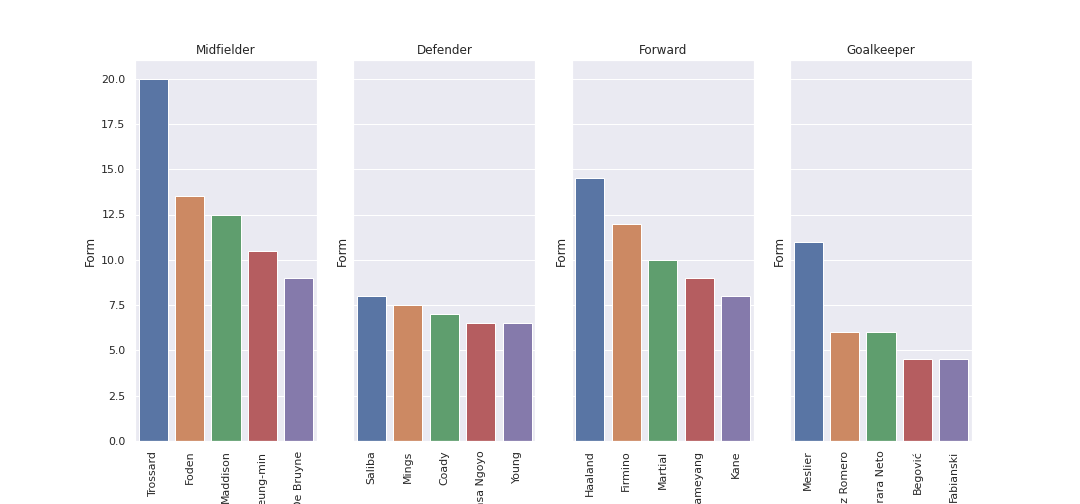 Midfielder
Defender
Forward
Goalkeeper
20.0
17.5
15.0
12.5
10.0
7.5
5.0
2.5
0.0
Form
Form
Form
Form
Trossard
Foden
Maddison
eung-min
De Bruyne
Saliba
Mings
Coady
sa Ngoyo
Young
Haaland
Firmino
Martial
ameyang
Kane
Meslier
z Romero
rara Neto
Begović
Fabianski